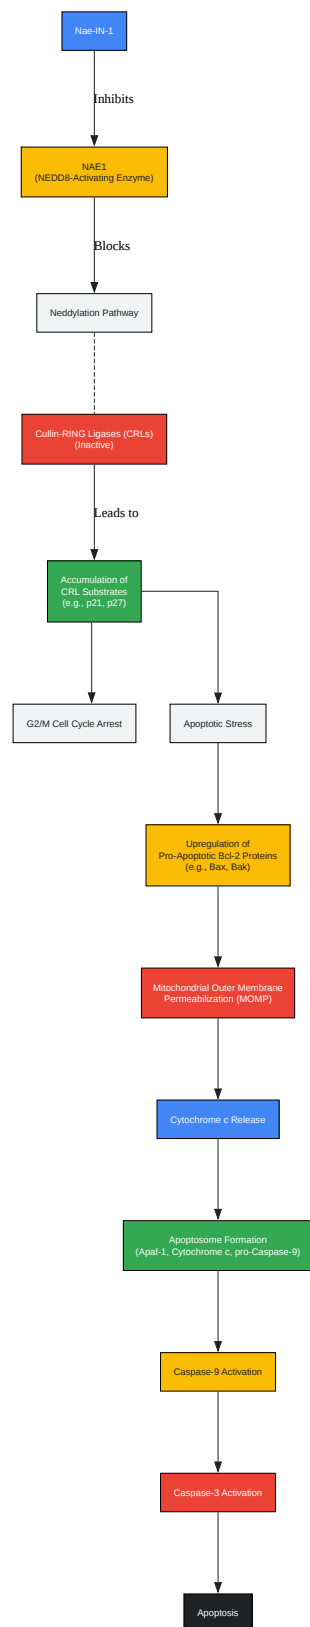 Nae-IN-1
Inhibits
NAE1
(NEDD8-Activating Enzyme)
Blocks
Neddylation Pathway
Cullin-RING Ligases (CRLs)
(Inactive)
Leads to
Accumulation of
CRL Substrates
(e.g., p21, p27)
G2/M Cell Cycle Arrest
Apoptotic Stress
Upregulation of
Pro-Apoptotic Bcl-2 Proteins
(e.g., Bax, Bak)
Mitochondrial Outer Membrane
Permeabilization (MOMP)
Cytochrome c Release
Apoptosome Formation
(Apaf-1, Cytochrome c, pro-Caspase-9)
Caspase-9 Activation
Caspase-3 Activation
Apoptosis